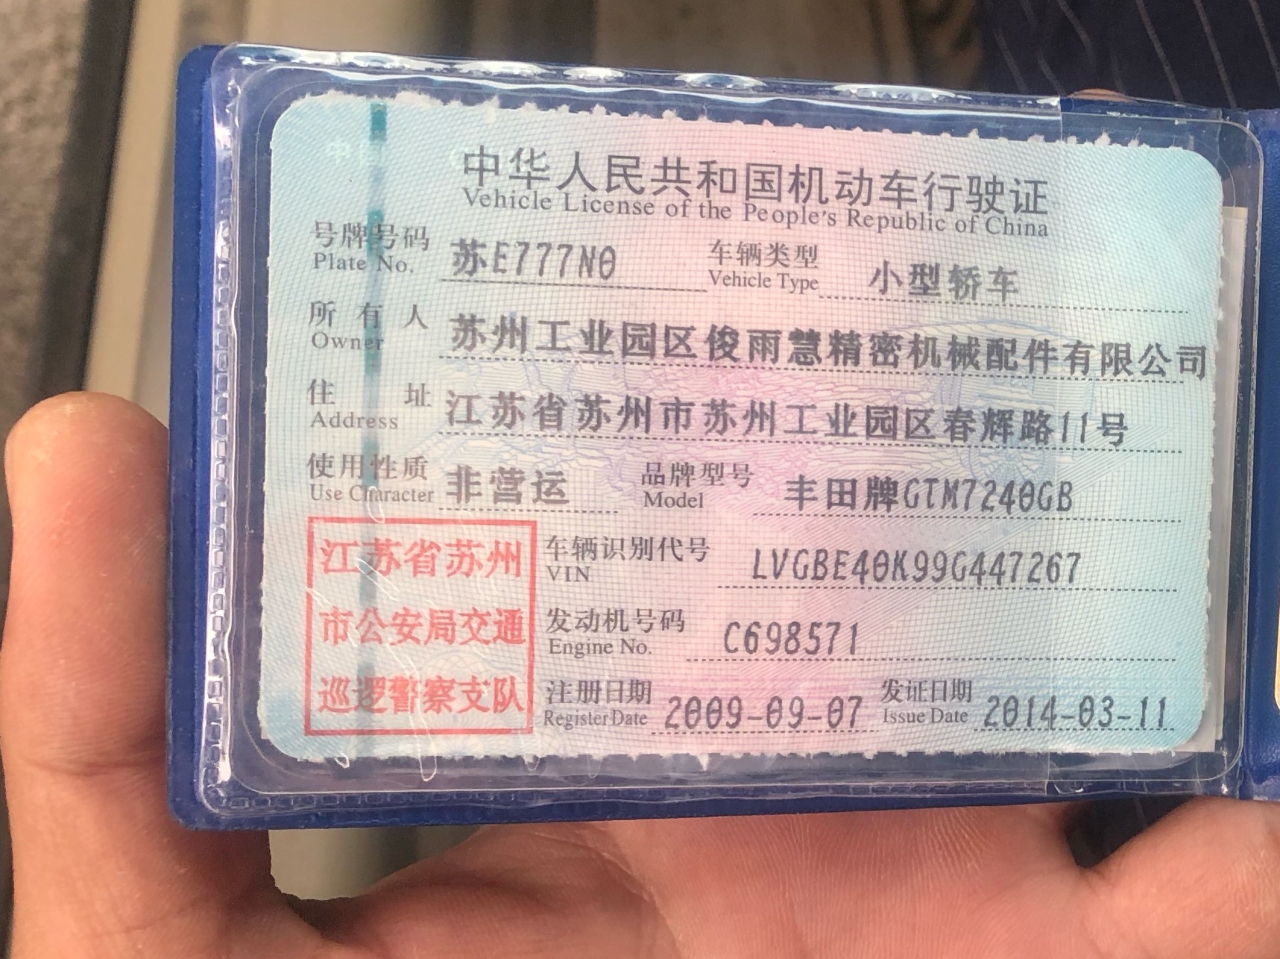 中华人民共和国机动车行驶证
Vehicle License of the People's Republic of China
号牌号码 苏E777N0 车辆类型 小型轿车
Plate No. Vehicle Type
所有人 苏州工业园区俊雨慧精密机械配件有限公司
Owner
住址 江苏省苏州市苏州工业园区春辉路11号
Address
使用性质 非营运 品牌型号 丰田牌GTM7240GB
Use Character Model
江苏省苏州
市公安局交通
巡逻警察支队
车辆识别代号 LVGBE40K99G447267
VIN
发动机号码 C698571
Engine No.
注册日期 2009-09-07 发证日期 2014-03-11
Register Date Issue Date